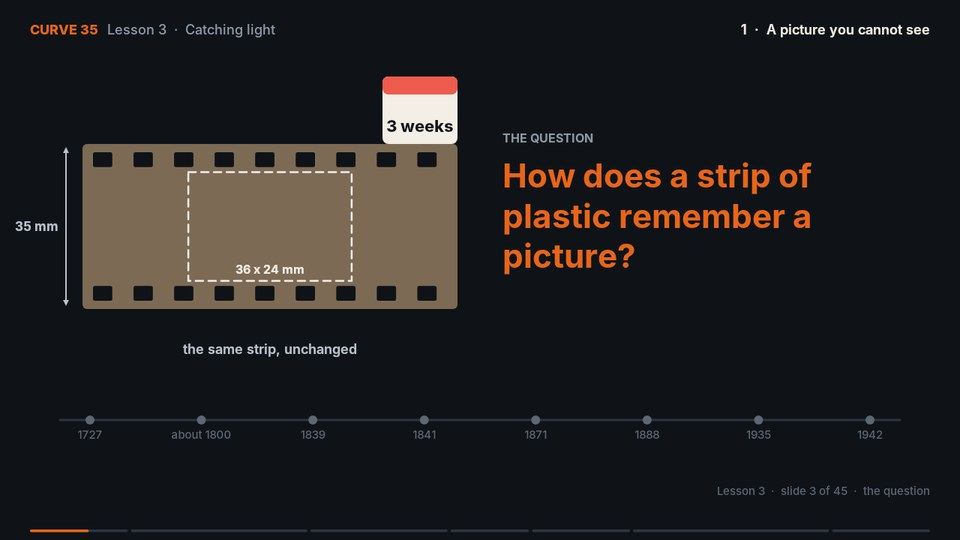 CURVE 35 Lesson 3 · Catching light
1 · A picture you cannot see
3 weeks
35 mm
36 x 24 mm
the same strip, unchanged
THE QUESTION
How does a strip of
plastic remember a
picture?
1727 about 1800 1839 1841 1871 1888 1935 1942
Lesson 3 · slide 3 of 45 · the question